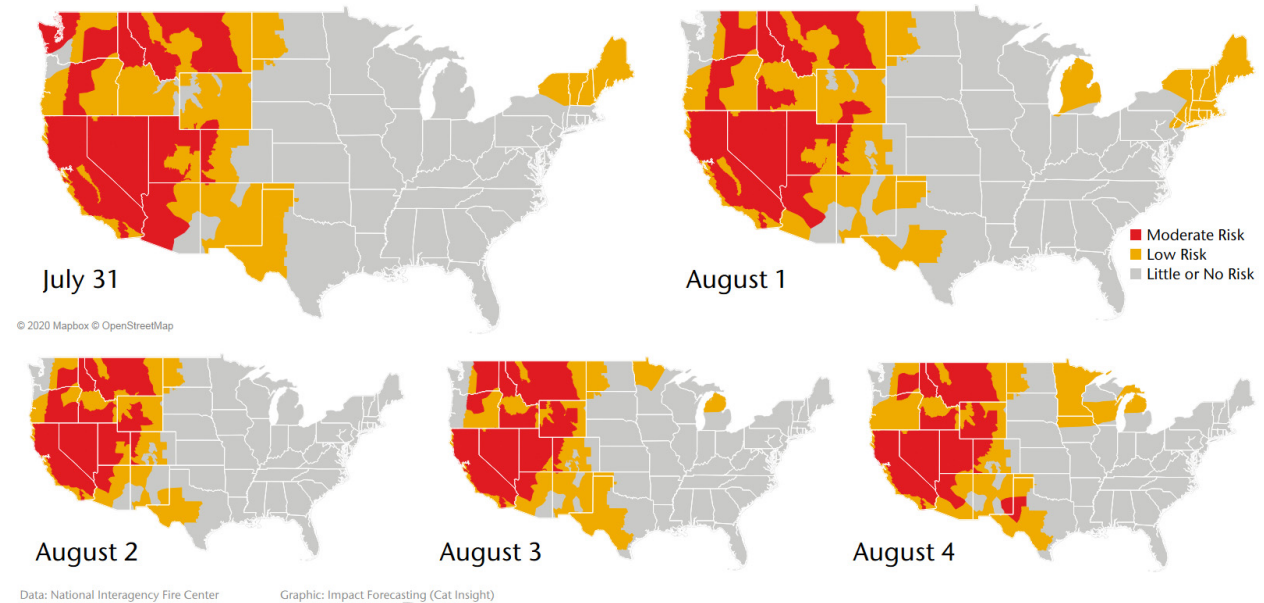 July 31
August 1
Moderate Risk
Low Risk
Little or No Risk
© 2020 Mapbox © OpenStreetMap
August 2
August 3
August 4
Data: National Interagency Fire Center
Graphic: Impact Forecasting (Cat Insight)